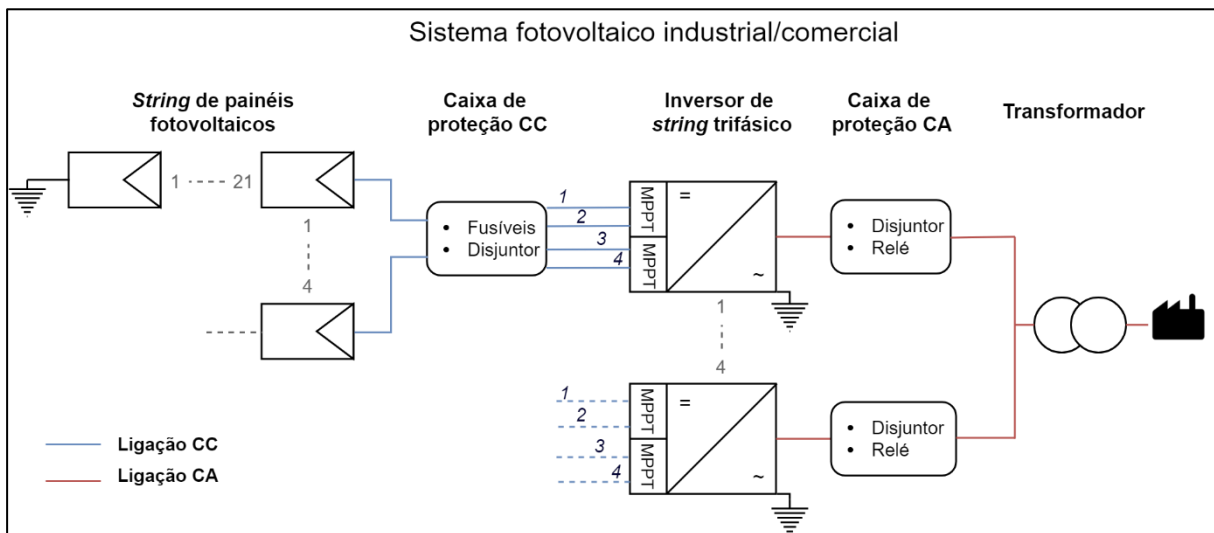 Sistema fotovoltaico industrial/comercial
String de painéis
fotovoltaicos
Caixa de
proteção CC
Inversor de
string trifásico
Caixa de
proteção CA
Transformador
1
21
1
4
• Fusíveis
• Disjuntor
1
2
3
4
MPPT
MPPT
=
~
• Disjuntor
• Relé
1
4
1
2
3
4
MPPT
MPPT
=
~
• Disjuntor
• Relé
Ligação CC
Ligação CA